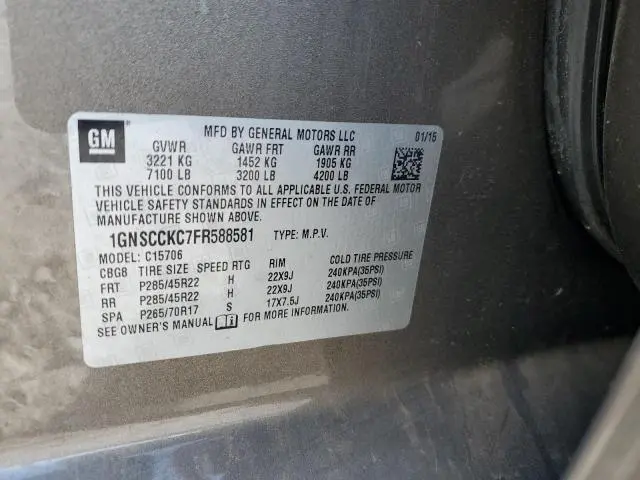 GM
MFD BY GENERAL MOTORS LLC 01/15
GVWR GAWR FRT GAWR RR
3221 KG 1452 KG 1905 KG
7100 LB 3200 LB 4200 LB
THIS VEHICLE CONFORMS TO ALL APPLICABLE U.S. FEDERAL MOTOR
VEHICLE SAFETY STANDARDS IN EFFECT ON THE DATE
OF MANUFACTURE SHOWN ABOVE.
1GNSCCKC7FR588581 TYPE: M.P.V.
MODEL: C15706
CBG8 TIRE SIZE SPEED RTG RIM COLD TIRE PRESSURE
FRT P285/45R22 H 22X9J 240KPA(35PSI)
RR P285/45R22 H 22X9J 240KPA(35PSI)
SPA P265/70R17 S 17X7.5J 240KPA(35PSI)
SEE OWNER'S MANUAL FOR MORE INFORMATION.